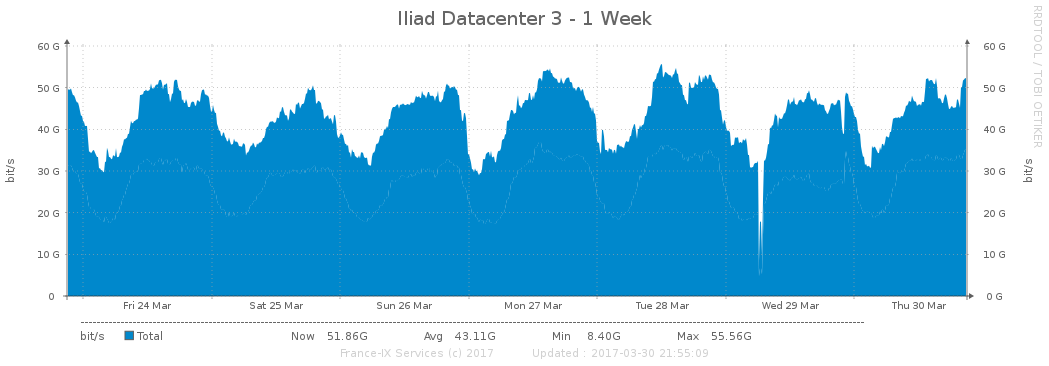 Iliad Datacenter 3 - 1 Week
RRDTOOL / TOBI OETIKER
60 G 60 G
50 G 50 G
40 G 40 G
30 G 30 G
20 G 20 G
10 G 10 G
0 0 G
bit/s bit/s
Fri 24 Mar Sat 25 Mar Sun 26 Mar Mon 27 Mar Tue 28 Mar Wed 29 Mar Thu 30 Mar
bit/s Total Now 51.86G Avg 43.11G Min 8.40G Max 55.56G
France-IX Services (c) 2017 Updated : 2017-03-30 21:55:09